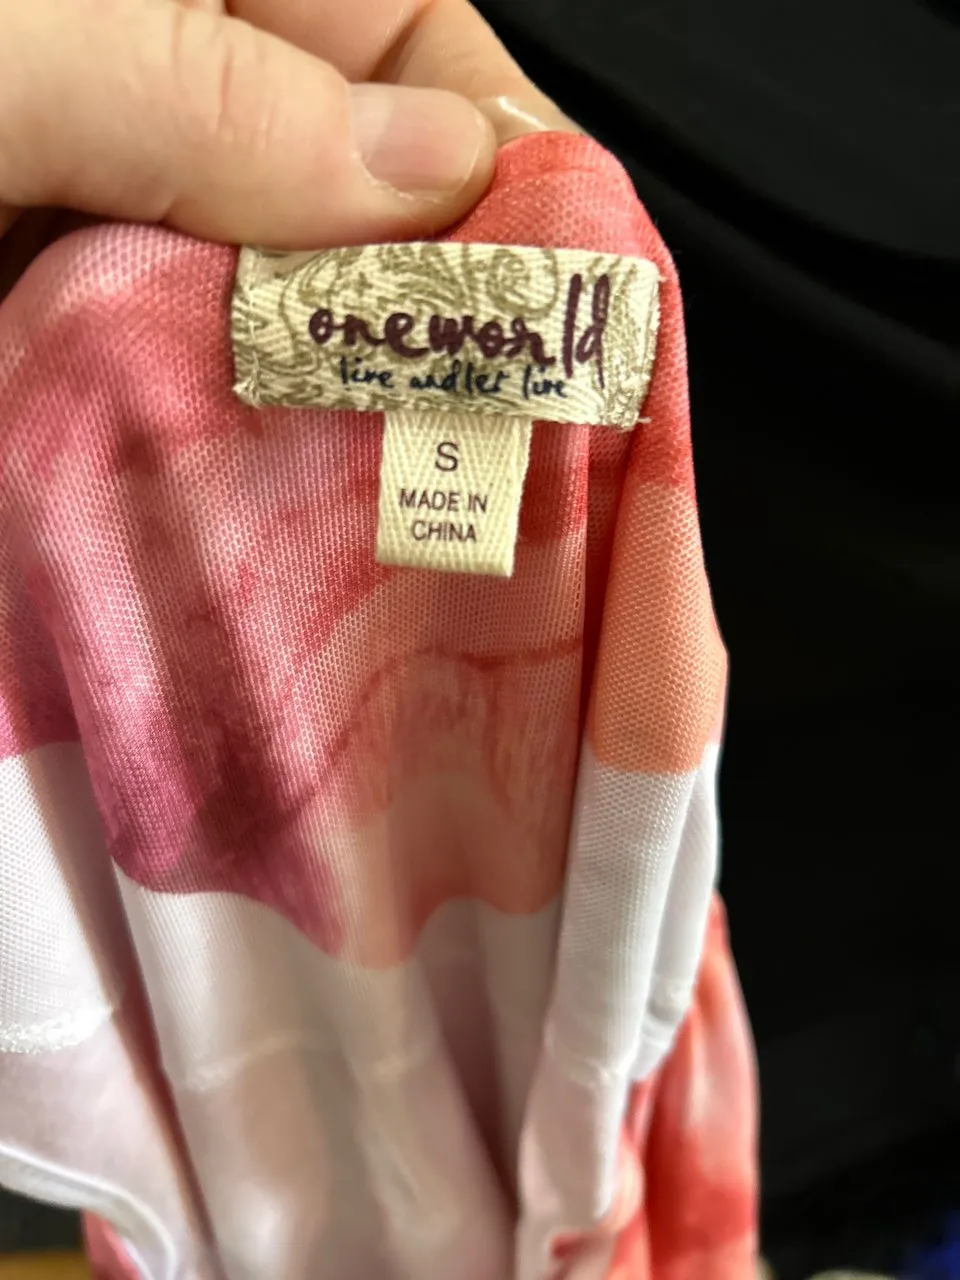 oneworld
live and let live
S
MADE IN
CHINA